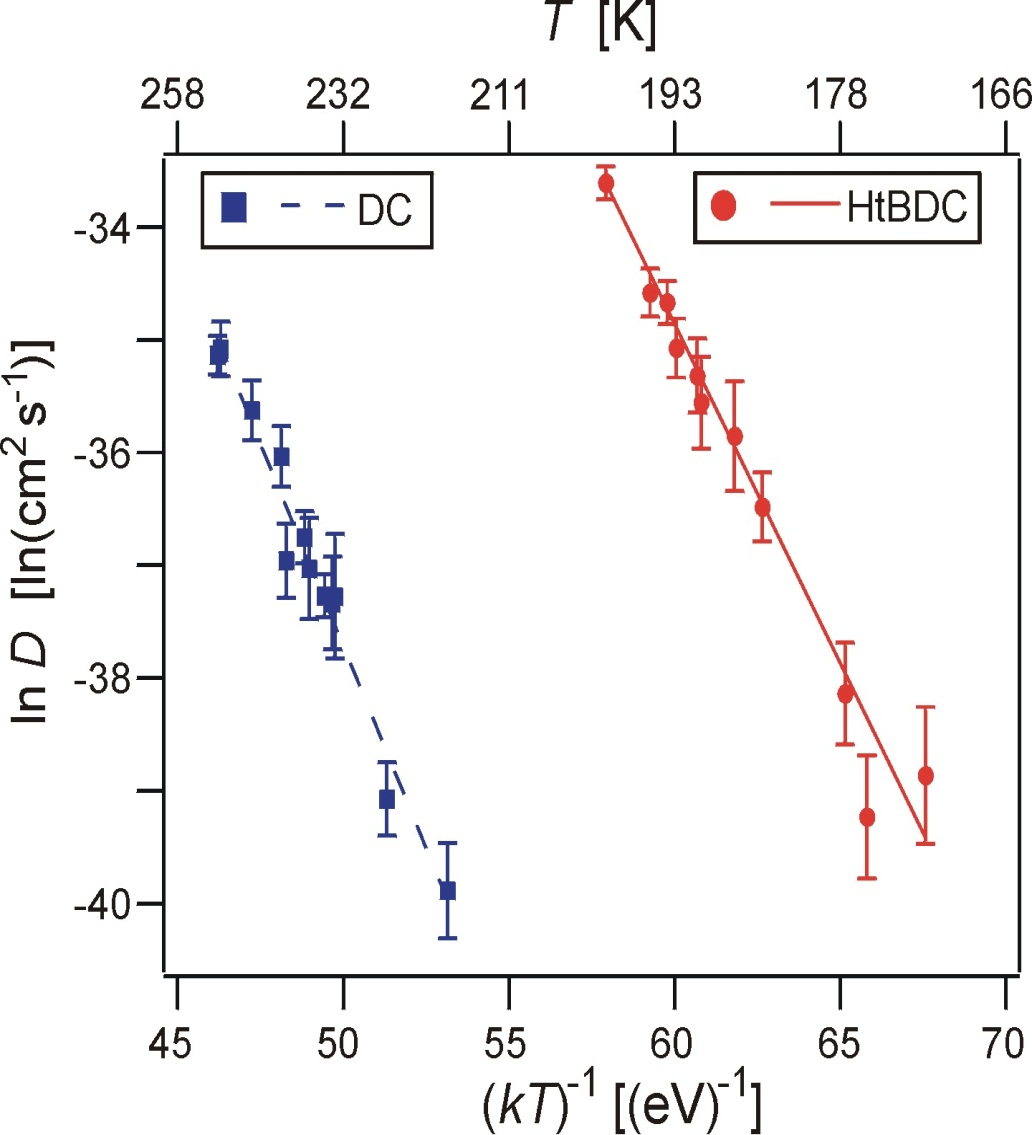 T [K]
258 232 211 193 178 166
DC
HtBDC
-34
-36
-38
-40
ln D [ln(cm² s⁻¹)]
45 50 55 60 65 70
(kT)⁻¹ [(eV)⁻¹]